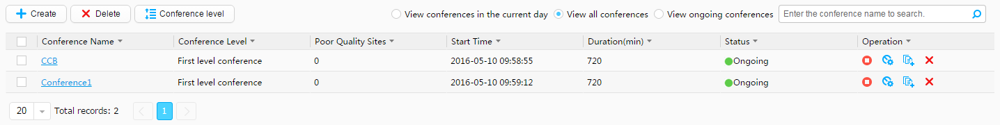 Create Delete Conference level View conferences in the current day View all conferences View ongoing conferences Enter the conference name to search.
Conference Name Conference Level Poor Quality Sites Start Time Duration(min) Status Operation
CCB First level conference 0 2016-05-10 09:58:55 720 Ongoing
Conference1 First level conference 0 2016-05-10 09:59:12 720 Ongoing
20 Total records: 2 1